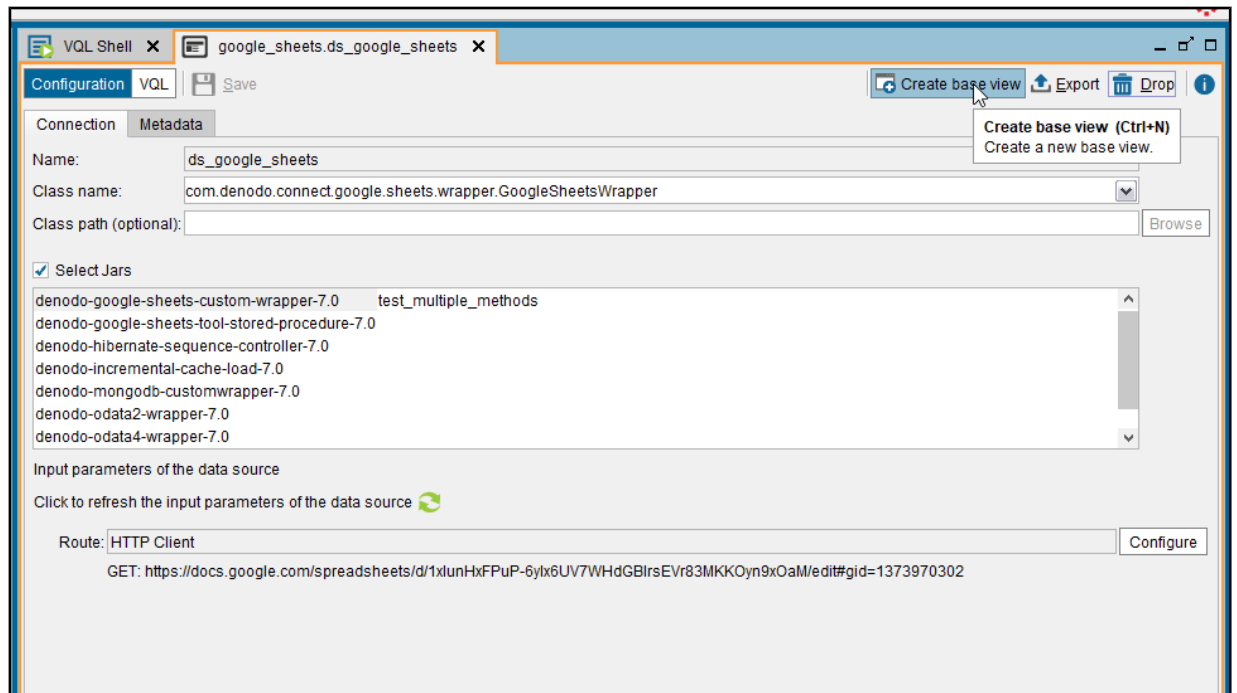 VQL Shell google_sheets.ds_google_sheets
Configuration VQL Save Create base view Export Drop
Connection Metadata
Create base view (Ctrl+N)
Create a new base view.
Name: ds_google_sheets
Class name: com.denodo.connect.google.sheets.wrapper.GoogleSheetsWrapper
Class path (optional): Browse
Select Jars
denodo-google-sheets-custom-wrapper-7.0 test_multiple_methods
denodo-google-sheets-tool-stored-procedure-7.0
denodo-hibernate-sequence-controller-7.0
denodo-incremental-cache-load-7.0
denodo-mongodb-customwrapper-7.0
denodo-odata2-wrapper-7.0
denodo-odata4-wrapper-7.0
Input parameters of the data source
Click to refresh the input parameters of the data source
Route: HTTP Client Configure
GET: https://docs.google.com/spreadsheets/d/1xlunHxFPuP-6ylx6UV7WHdGBlrsEVr83MKKOyn9xOaM/edit#gid=1373970302